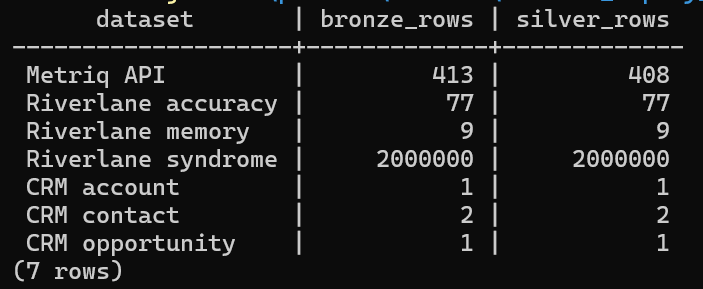 dataset | bronze_rows | silver_rows
--------------------+-------------+-------------
Metriq API | 413 | 408
Riverlane accuracy | 77 | 77
Riverlane memory | 9 | 9
Riverlane syndrome | 2000000 | 2000000
CRM account | 1 | 1
CRM contact | 2 | 2
CRM opportunity | 1 | 1
(7 rows)